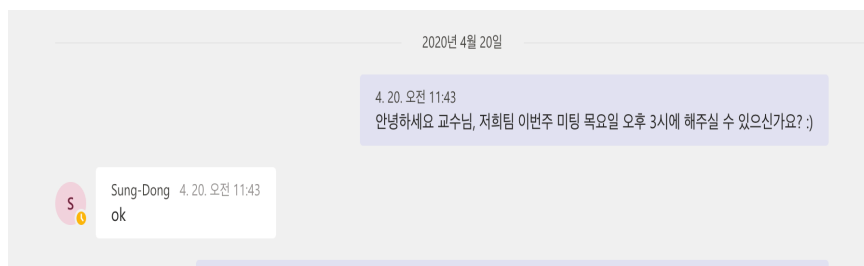 2020년 4월 20일
4. 20. 오전 11:43
안녕하세요 교수님, 저희팀 이번주 미팅 목요일 오후 3시에 해주실 수 있으신가요? :)
S
Sung-Dong 4. 20. 오전 11:43
ok